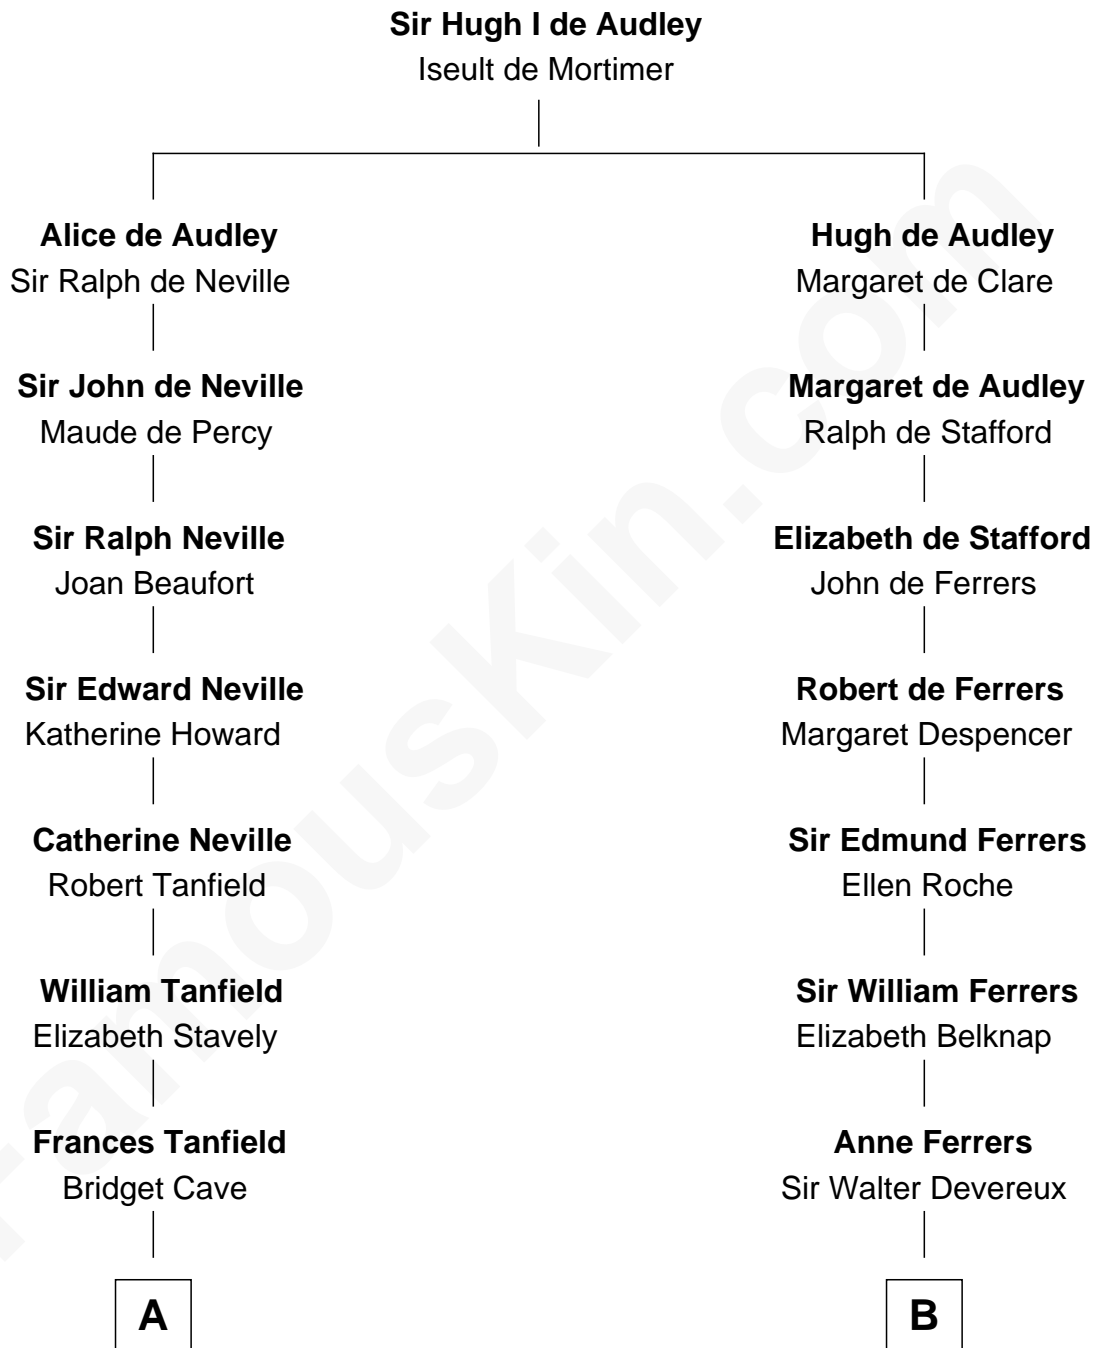 Sir Hugh I de Audley
Iseult de Mortimer
Alice de Audley
Sir Ralph de Neville
Hugh de Audley
Margaret de Clare
Sir John de Neville
Maude de Percy
Margaret de Audley
Ralph de Stafford
Sir Ralph Neville
Joan Beaufort
Elizabeth de Stafford
John de Ferrers
Sir Edward Neville
Katherine Howard
Robert de Ferrers
Margaret Despencer
Catherine Neville
Robert Tanfield
Sir Edmund Ferrers
Ellen Roche
William Tanfield
Elizabeth Stavely
Sir William Ferrers
Elizabeth Belknap
Frances Tanfield
Bridget Cave
Anne Ferrers
Sir Walter Devereux
A
B
FamousKin.com